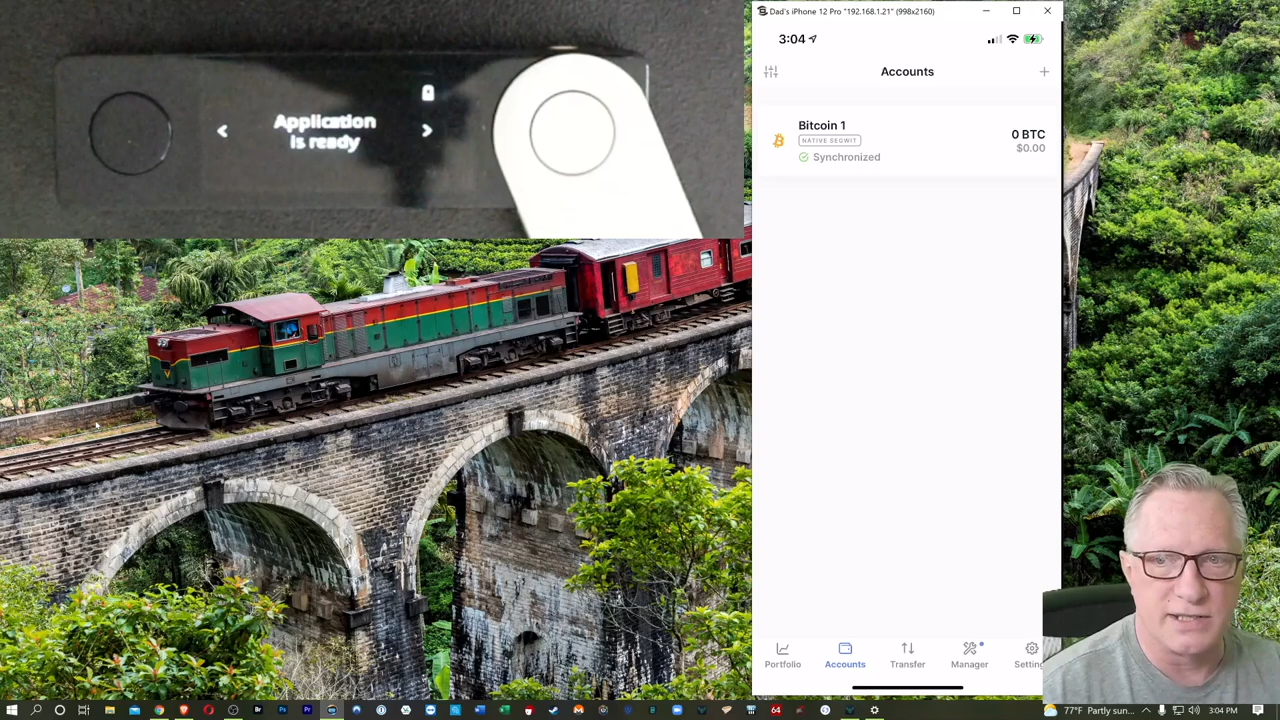 Application
is ready
Dad's iPhone 12 Pro "192.168.1.21" (998x2160)
3:04
Accounts
Bitcoin 1
NATIVE SEGWIT
Synchronized
0 BTC
$0.00
Portfolio
Accounts
Transfer
Manager
Setting
77°F Partly sun...
3:04 PM